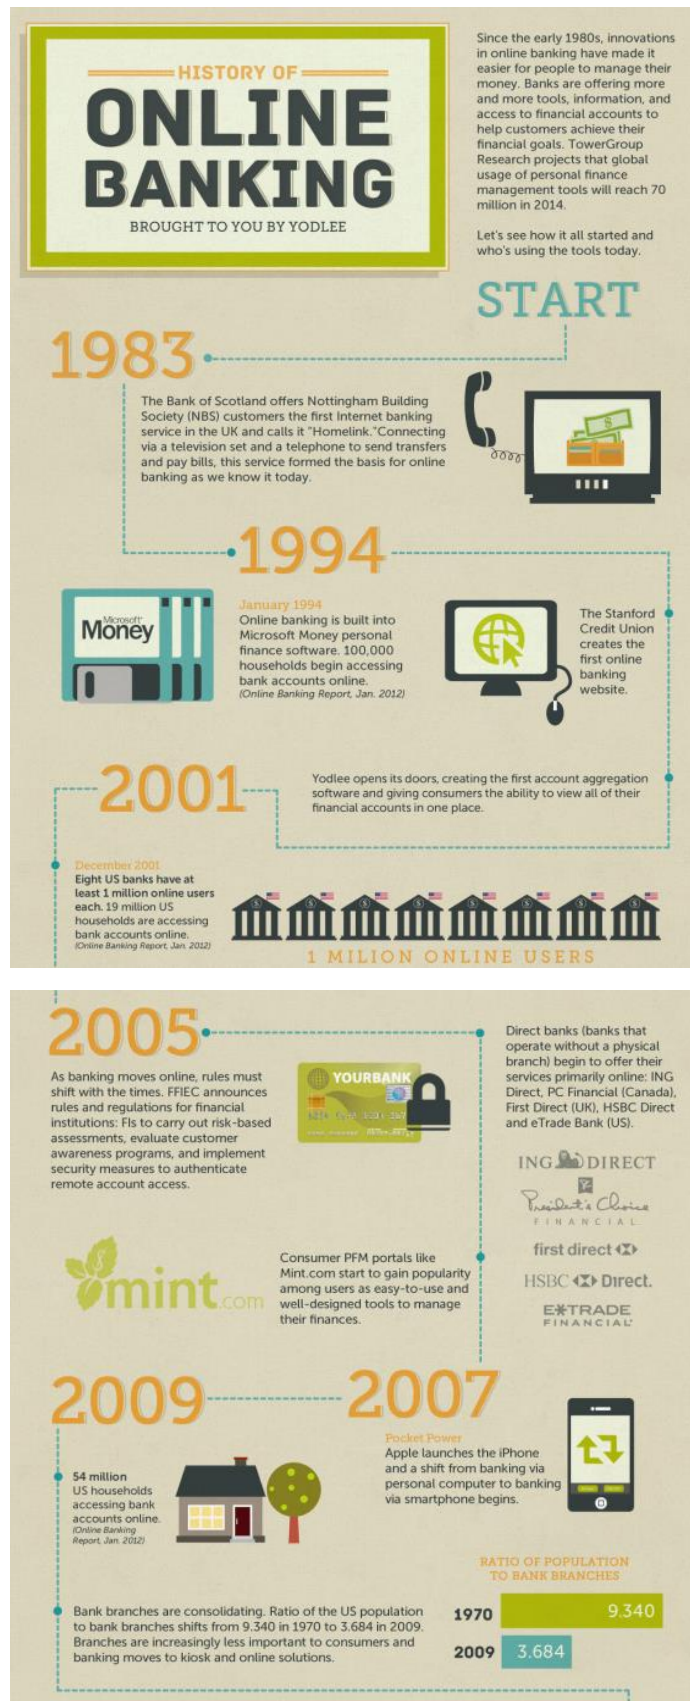 HISTORY OF
ONLINE
BANKING
BROUGHT TO YOU BY YODLEE
Since the early 1980s, innovations
in online banking have made it
easier for people to manage their
money. Banks are offering more
and more tools, information, and
access to financial accounts to
help customers achieve their
financial goals. TowerGroup
Research projects that global
usage of personal finance
management tools will reach 70
million in 2014.
Let's see how it all started and
who's using the tools today.
START
1983
The Bank of Scotland offers Nottingham Building
Society (NBS) customers the first Internet banking
service in the UK and calls it "Homelink."Connecting
via a television set and a telephone to send transfers
and pay bills, this service formed the basis for online
banking as we know it today.
1994
Microsoft
Money
January 1994
Online banking is built into
Microsoft Money personal
finance software. 100,000
households begin accessing
bank accounts online.
(Online Banking Report, Jan. 2012)
The Stanford
Credit Union
creates the
first online
banking
website.
2001
Yodlee opens its doors, creating the first account aggregation
software and giving consumers the ability to view all of their
financial accounts in one place.
December 2001
Eight US banks have at
least 1 million online users
each. 19 million US
households are accessing
bank accounts online.
(Online Banking Report, Jan. 2012)
1 MILION ONLINE USERS
2005
As banking moves online, rules must
shift with the times. FFIEC announces
rules and regulations for financial
institutions: FIs to carry out risk-based
assessments, evaluate customer
awareness programs, and implement
security measures to authenticate
remote account access.
YOURBANK
Direct banks (banks that
operate without a physical
branch) begin to offer their
services primarily online: ING
Direct, PC Financial (Canada),
First Direct (UK), HSBC Direct
and eTrade Bank (US).
ING DIRECT
President's Choice
FINANCIAL
first direct
HSBC Direct.
E*TRADE
FINANCIAL
mint.com
Consumer PFM portals like
Mint.com start to gain popularity
among users as easy-to-use and
well-designed tools to manage
their finances.
2009
2007
Pocket Power
Apple launches the iPhone
and a shift from banking via
personal computer to banking
via smartphone begins.
54 million
US households
accessing bank
accounts online.
(Online Banking
Report, Jan. 2012)
RATIO OF POPULATION
TO BANK BRANCHES
Bank branches are consolidating. Ratio of the US population
to bank branches shifts from 9.340 in 1970 to 3.684 in 2009.
Branches are increasingly less important to consumers and
banking moves to kiosk and online solutions.
1970 9.340
2009 3.684